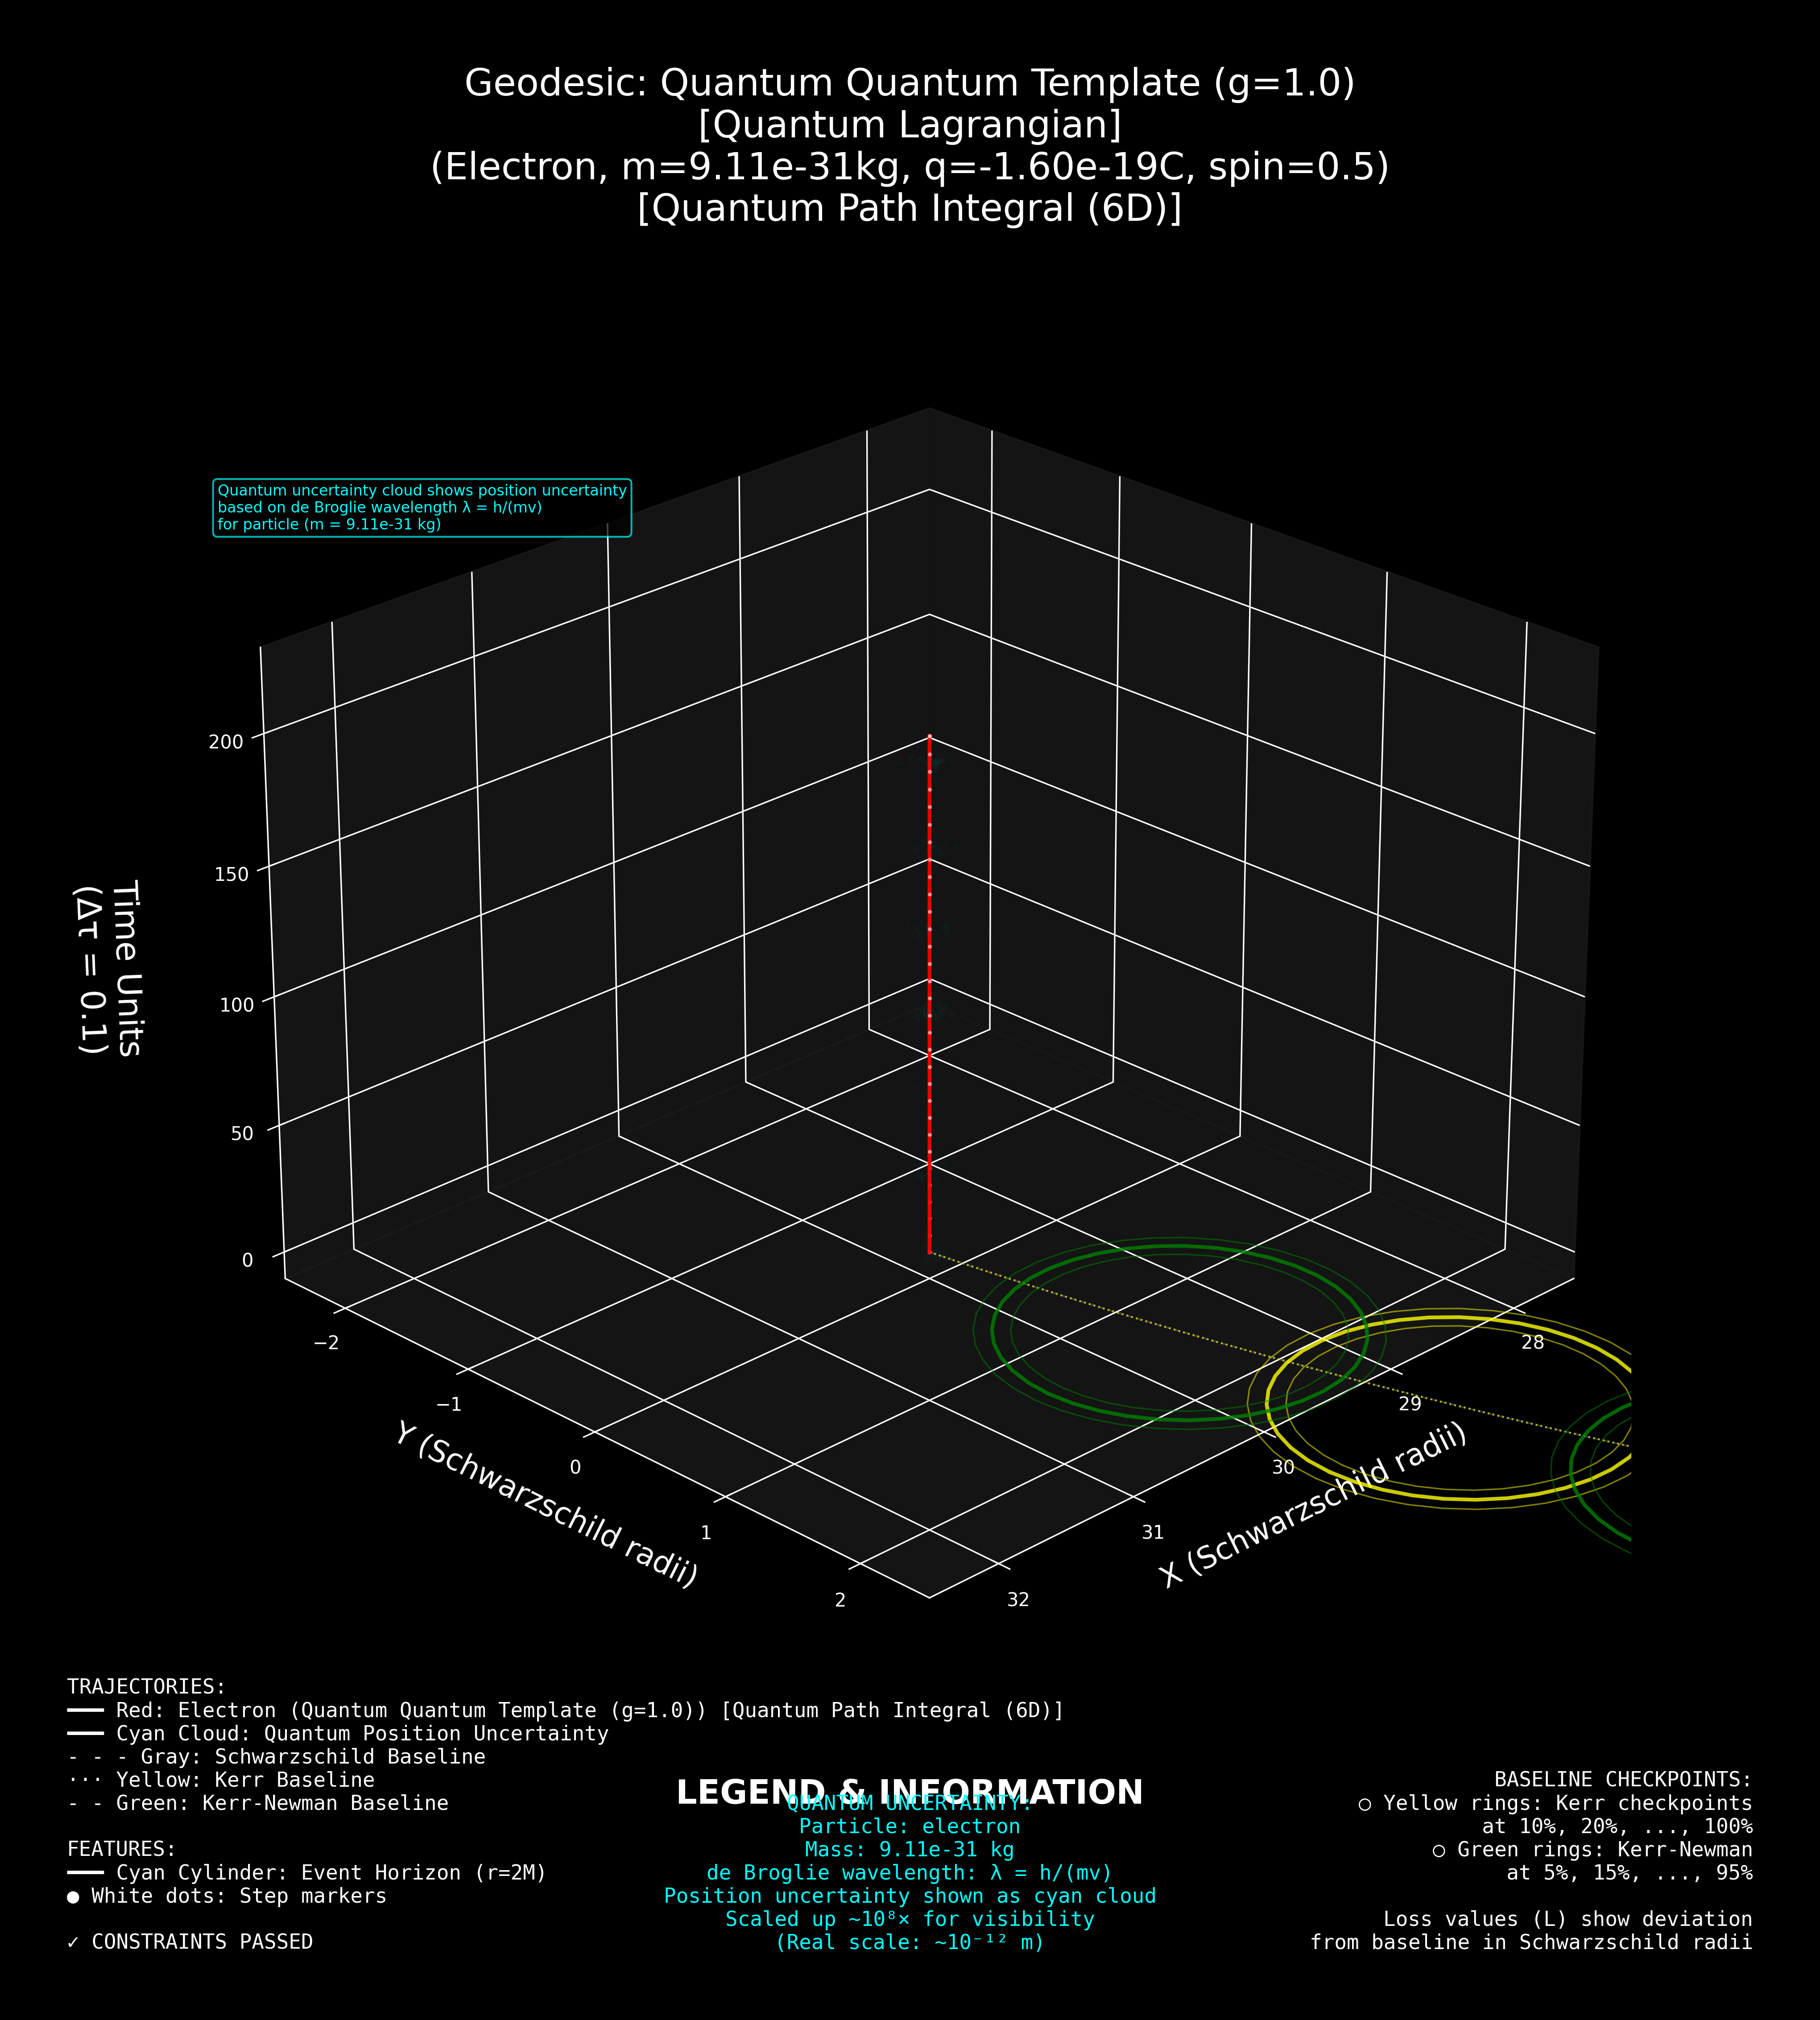 Geodesic: Quantum Quantum Template (g=1.0)
[Quantum Lagrangian]
(Electron, m=9.11e-31kg, q=-1.60e-19C, spin=0.5)
[Quantum Path Integral (6D)]
Quantum uncertainty cloud shows position uncertainty
based on de Broglie wavelength λ = h/(mv)
for particle (m = 9.11e-31 kg)
200
150
100
50
0
Time Units
(Δτ = 0.1)
−2
−1
0
1
2
Y (Schwarzschild radii)
28
29
30
31
32
X (Schwarzschild radii)
TRAJECTORIES:
Red: Electron (Quantum Quantum Template (g=1.0)) [Quantum Path Integral (6D)]
Cyan Cloud: Quantum Position Uncertainty
- - - Gray: Schwarzschild Baseline
··· Yellow: Kerr Baseline
- - Green: Kerr-Newman Baseline
FEATURES:
Cyan Cylinder: Event Horizon (r=2M)
● White dots: Step markers
✓ CONSTRAINTS PASSED
LEGEND & INFORMATION
QUANTUM UNCERTAINTY:
Particle: electron
Mass: 9.11e-31 kg
de Broglie wavelength: λ = h/(mv)
Position uncertainty shown as cyan cloud
Scaled up ~10⁸× for visibility
(Real scale: ~10⁻¹² m)
BASELINE CHECKPOINTS:
○ Yellow rings: Kerr checkpoints
at 10%, 20%, ..., 100%
○ Green rings: Kerr-Newman
at 5%, 15%, ..., 95%
Loss values (L) show deviation
from baseline in Schwarzschild radii